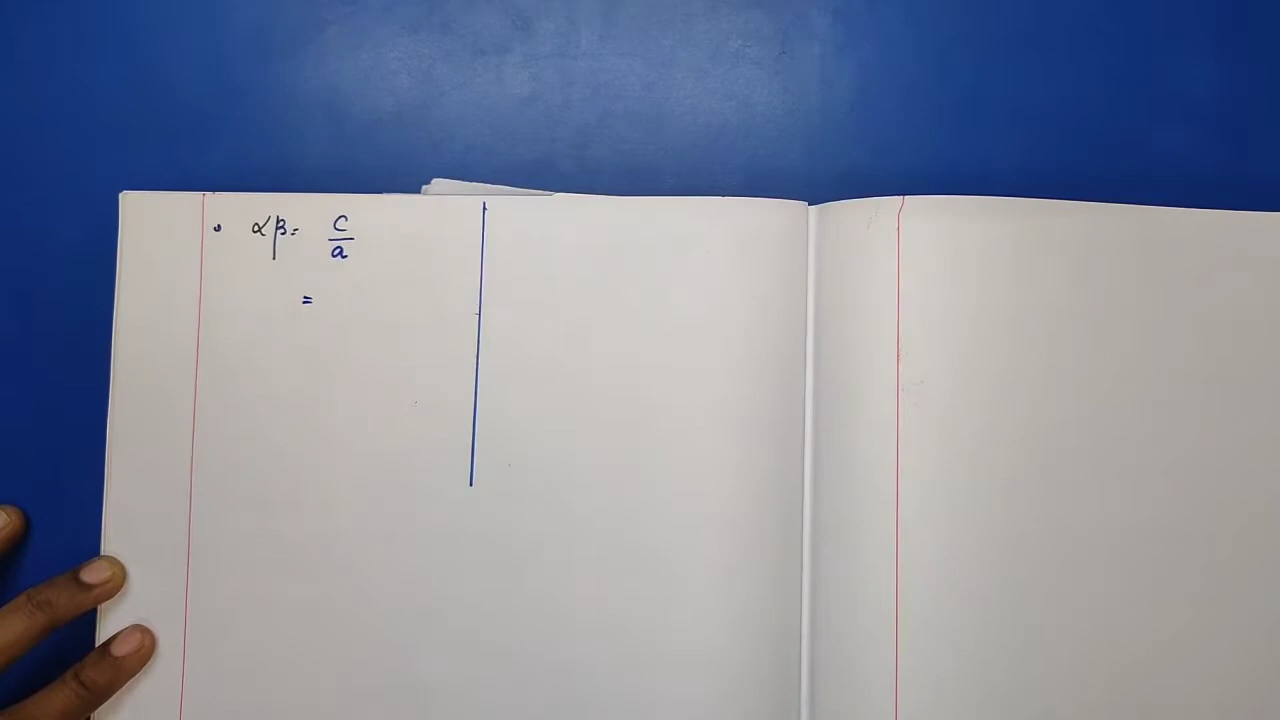 • αβ = c/a
=